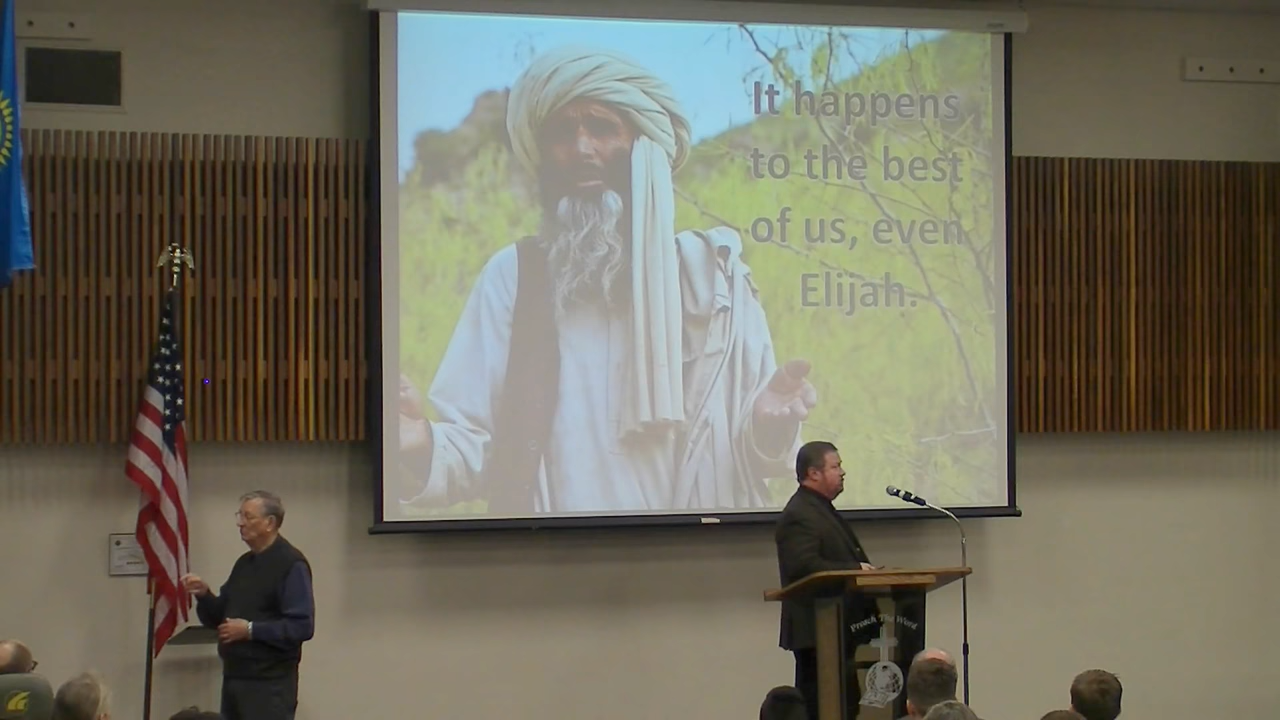 It happens
to the best
of us, even
Elijah.
Preach The Word